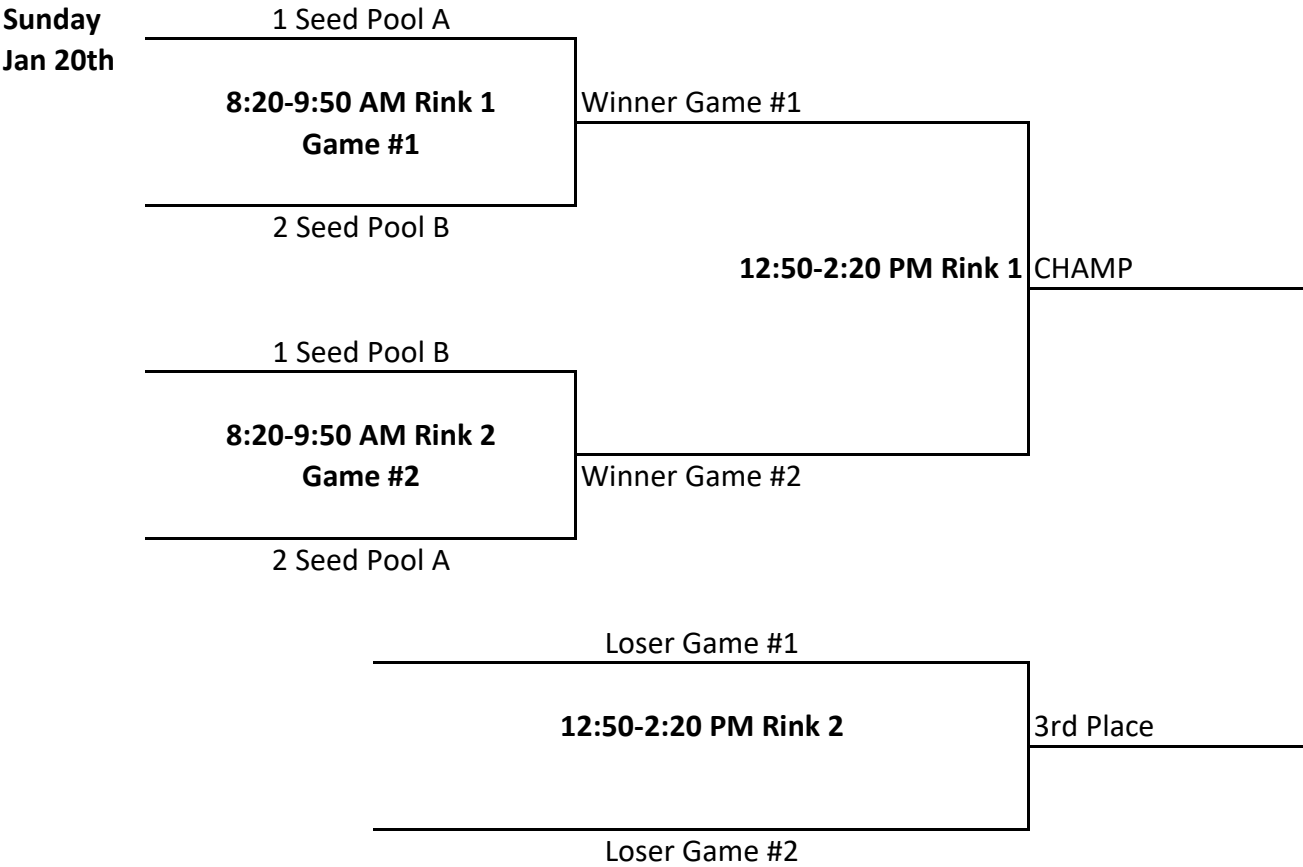 Sunday
Jan 20th
1 Seed Pool A
8:20-9:50 AM Rink 1
Game #1
Winner Game #1
2 Seed Pool B
12:50-2:20 PM Rink 1
CHAMP
1 Seed Pool B
8:20-9:50 AM Rink 2
Game #2
Winner Game #2
2 Seed Pool A
Loser Game #1
12:50-2:20 PM Rink 2
3rd Place
Loser Game #2